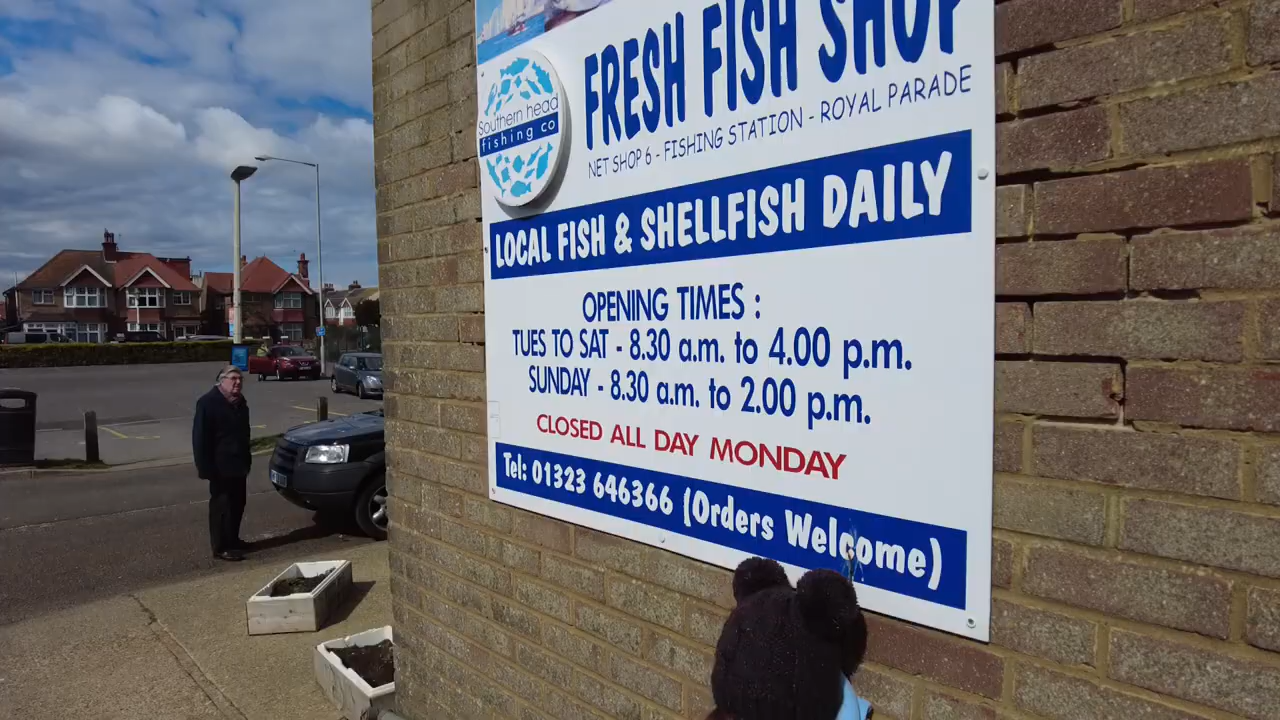 FRESH FISH SHOP
Southern head
fishing co
NET SHOP 6 - FISHING STATION - ROYAL PARADE
LOCAL FISH & SHELLFISH DAILY
OPENING TIMES :
TUES TO SAT - 8.30 a.m. to 4.00 p.m.
SUNDAY - 8.30 a.m. to 2.00 p.m.
CLOSED ALL DAY MONDAY
Tel: 01323 646366 (Orders Welcome)